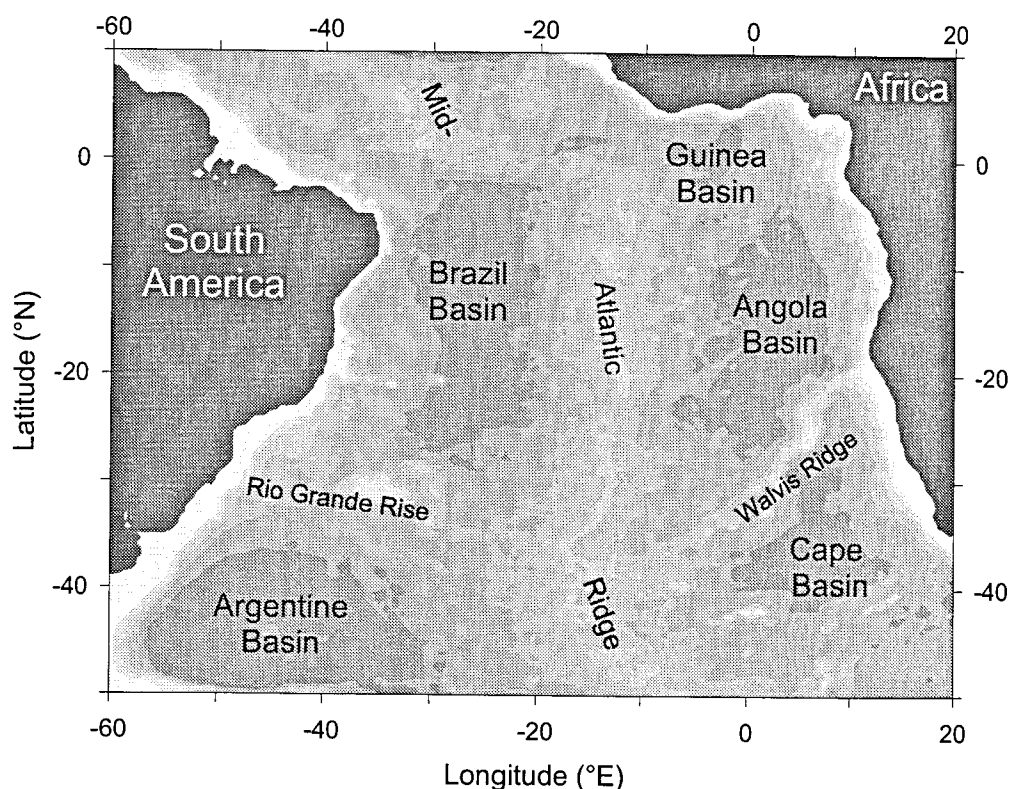 -60
-40
-20
0
20
Africa
Mid-
Guinea
Basin
0
0
South
America
Brazil
Basin
Atlantic
Angola
Basin
Latitude (°N)
-20
-20
Rio Grande Rise
Walvis Ridge
Cape
Basin
-40
-40
Ridge
Argentine
Basin
-60
-40
-20
0
20
Longitude (°E)